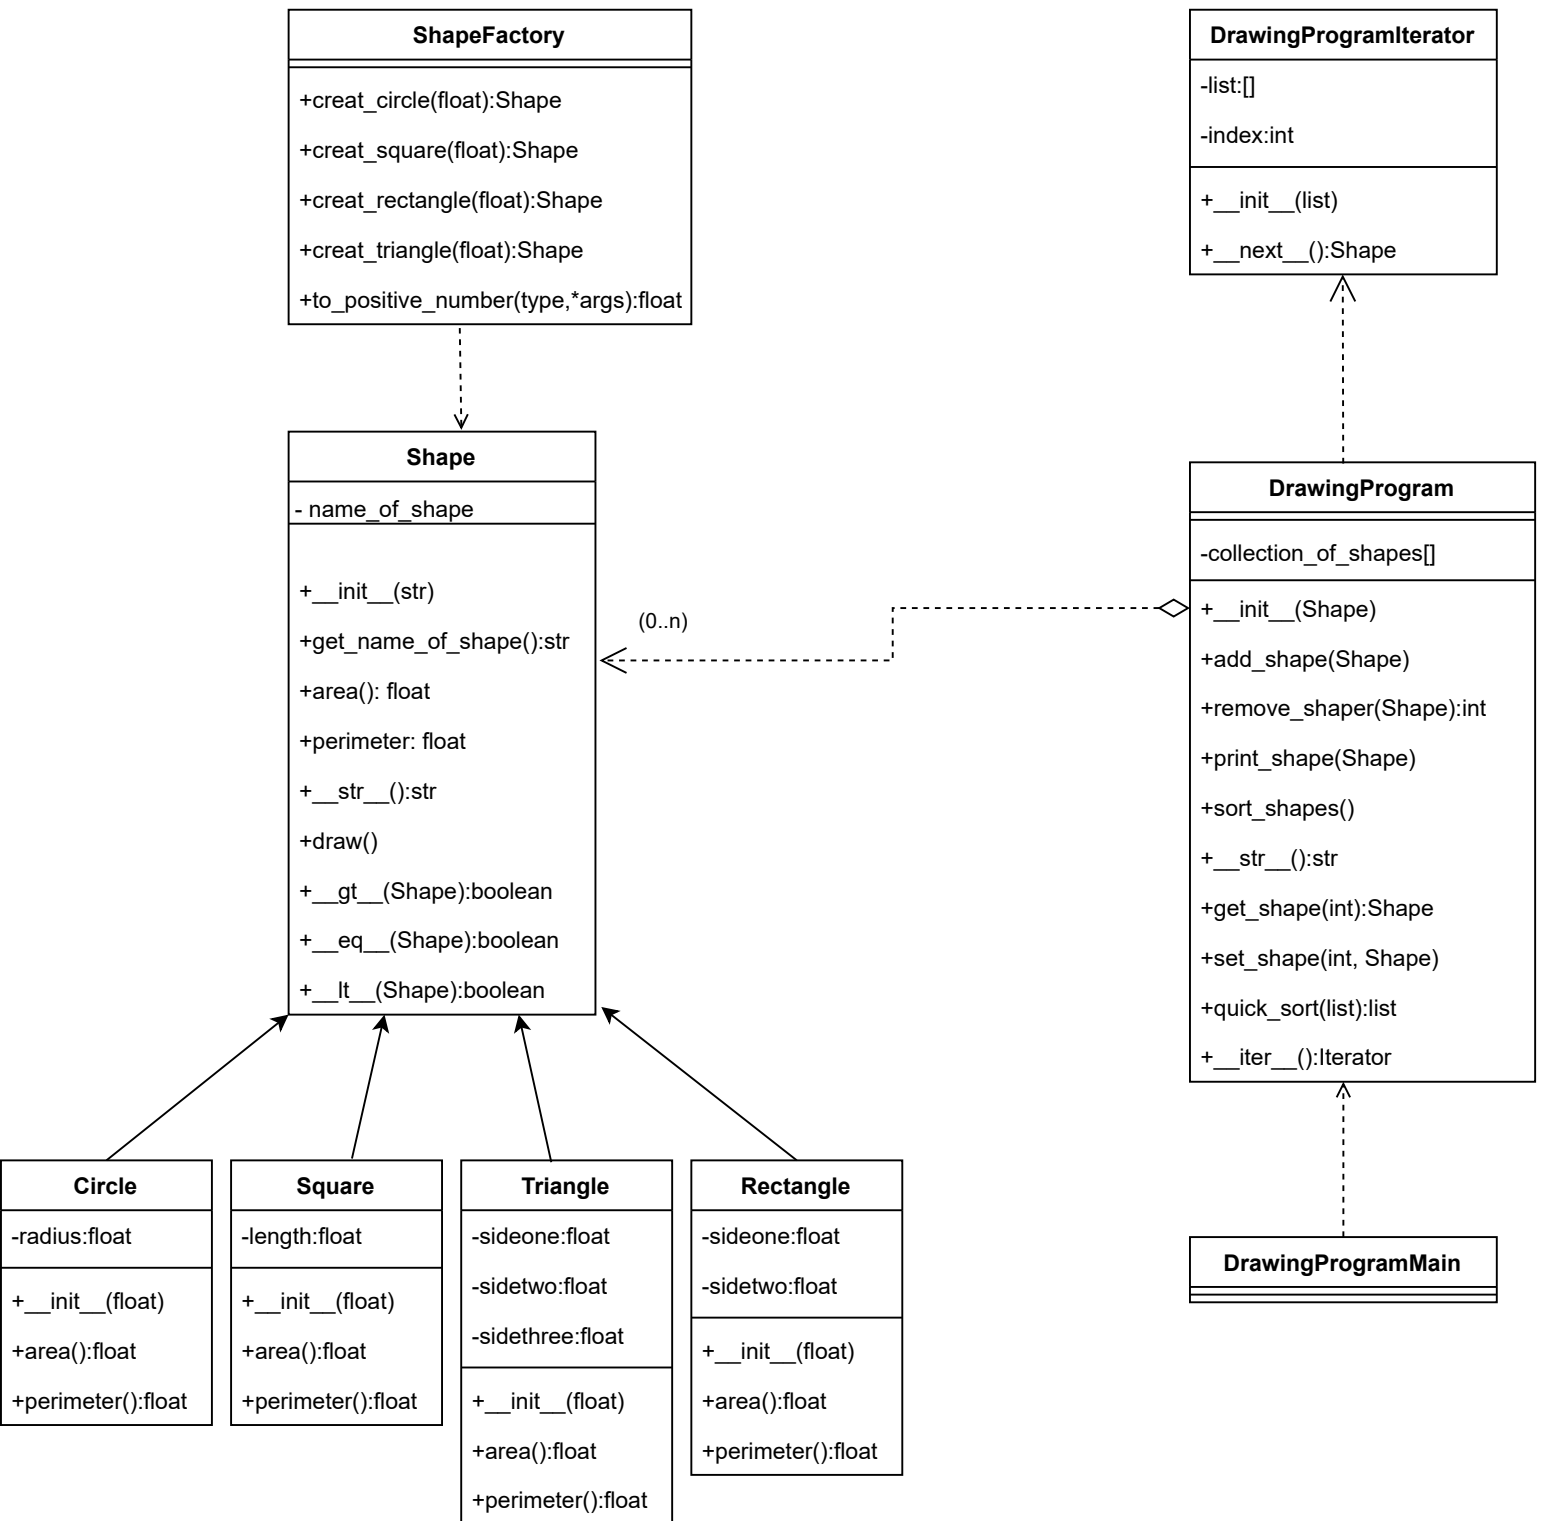 ShapeFactory
+creat_circle(float):Shape
+creat_square(float):Shape
+creat_rectangle(float):Shape
+creat_triangle(float):Shape
+to_positive_number(type,*args):float
DrawingProgramIterator
-list:[]
-index:int
+__init__(list)
+__next__():Shape
Shape
- name_of_shape
+__init__(str)
+get_name_of_shape():str
+area(): float
+perimeter: float
+__str__():str
+draw()
+__gt__(Shape):boolean
+__eq__(Shape):boolean
+__lt__(Shape):boolean
(0..n)
DrawingProgram
-collection_of_shapes[]
+__init__(Shape)
+add_shape(Shape)
+remove_shaper(Shape):int
+print_shape(Shape)
+sort_shapes()
+__str__():str
+get_shape(int):Shape
+set_shape(int, Shape)
+quick_sort(list):list
+__iter__():Iterator
Circle
-radius:float
+__init__(float)
+area():float
+perimeter():float
Square
-length:float
+__init__(float)
+area():float
+perimeter():float
Triangle
-sideone:float
-sidetwo:float
-sidethree:float
+__init__(float)
+area():float
+perimeter():float
Rectangle
-sideone:float
-sidetwo:float
+__init__(float)
+area():float
+perimeter():float
DrawingProgramMain